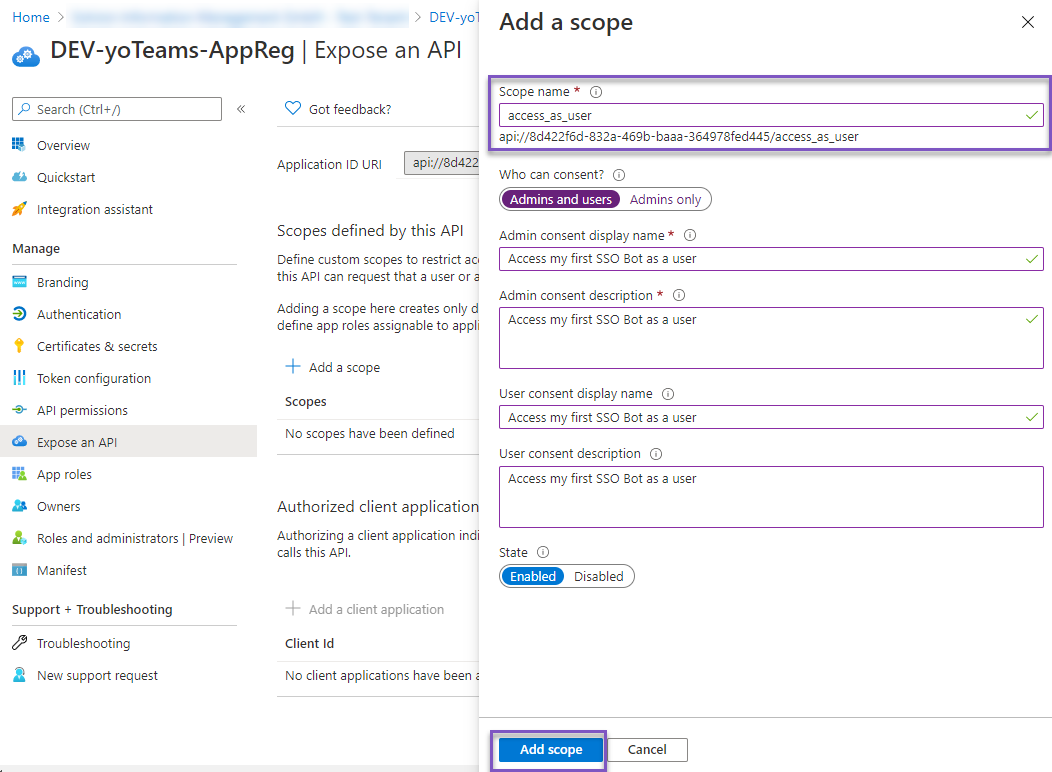 Home
DEV-yoT
DEV-yoTeams-AppReg | Expose an API
Search (Ctrl+/)
Overview
Quickstart
Integration assistant
Manage
Branding
Authentication
Certificates & secrets
Token configuration
API permissions
Expose an API
App roles
Owners
Roles and administrators | Preview
Manifest
Support + Troubleshooting
Troubleshooting
New support request
Got feedback?
Application ID URI
api://8d422
Scopes defined by this API
Define custom scopes to restrict ac
this API can request that a user or a
Adding a scope here creates only d
define app roles assignable to appli
Add a scope
Scopes
No scopes have been defined
Authorized client application
Authorizing a client application indi
calls this API.
Add a client application
Client Id
No client applications have been a
Add a scope
Scope name *
access_as_user
api://8d422f6d-832a-469b-baaa-364978fed445/access_as_user
Who can consent?
Admins and users Admins only
Admin consent display name *
Access my first SSO Bot as a user
Admin consent description *
Access my first SSO Bot as a user
User consent display name
Access my first SSO Bot as a user
User consent description
Access my first SSO Bot as a user
State
Enabled Disabled
Add scope Cancel